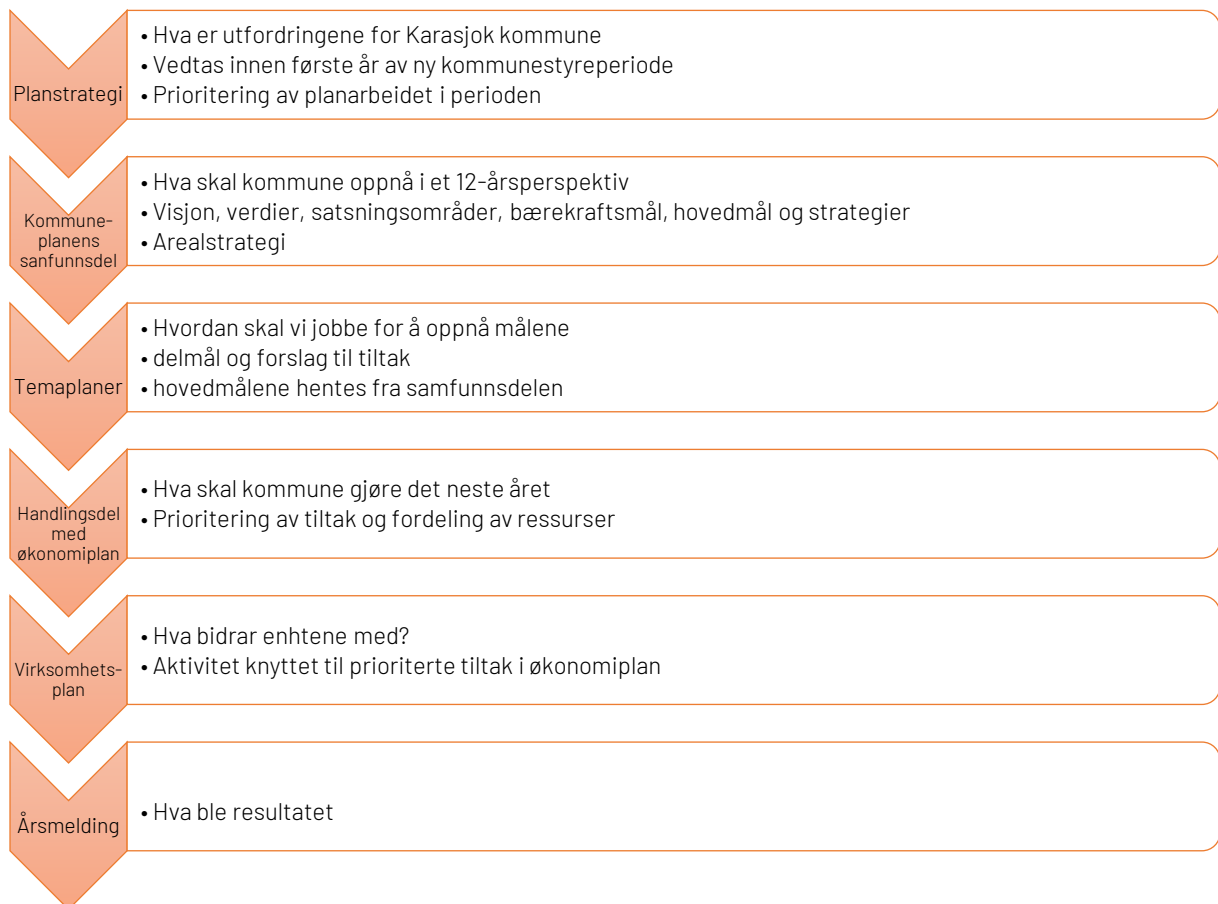 Planstrategi
• Hva er utfordringene for Karasjok kommune
• Vedtas innen første år av ny kommunestyreperiode
• Prioritering av planarbeidet i perioden
Kommune-
planens
sanfunnsdel
• Hva skal kommune oppnå i et 12-årsperspektiv
• Visjon, verdier, satsningsområder, bærekraftsmål, hovedmål og strategier
• Arealstrategi
Temaplaner
• Hvordan skal vi jobbe for å oppnå målene
• delmål og forslag til tiltak
• hovedmålene hentes fra samfunnsdelen
Handlingsdel
med
økonomiplan
• Hva skal kommune gjøre det neste året
• Prioritering av tiltak og fordeling av ressurser
Virksomhets-
plan
• Hva bidrar enhtene med?
• Aktivitet knyttet til prioriterte tiltak i økonomiplan
Årsmelding
• Hva ble resultatet